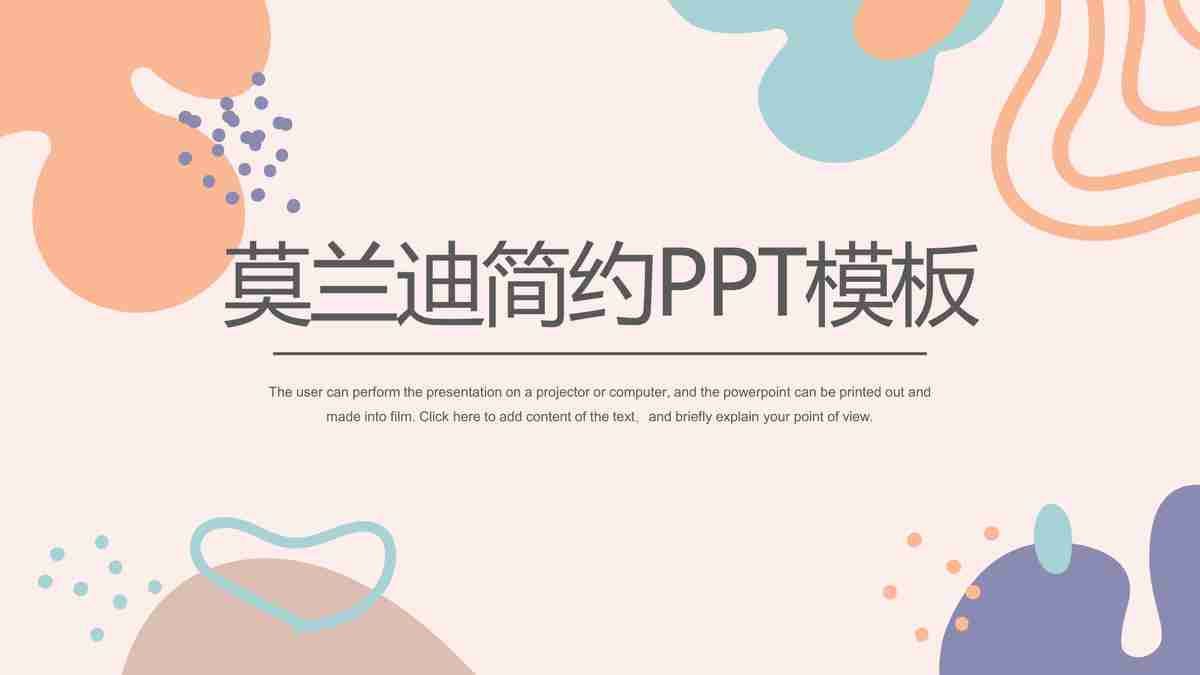 莫兰迪简约PPT模板
The user can perform the presentation on a projector or computer, and the powerpoint can be printed out and
made into film. Click here to add content of the text，and briefly explain your point of view.